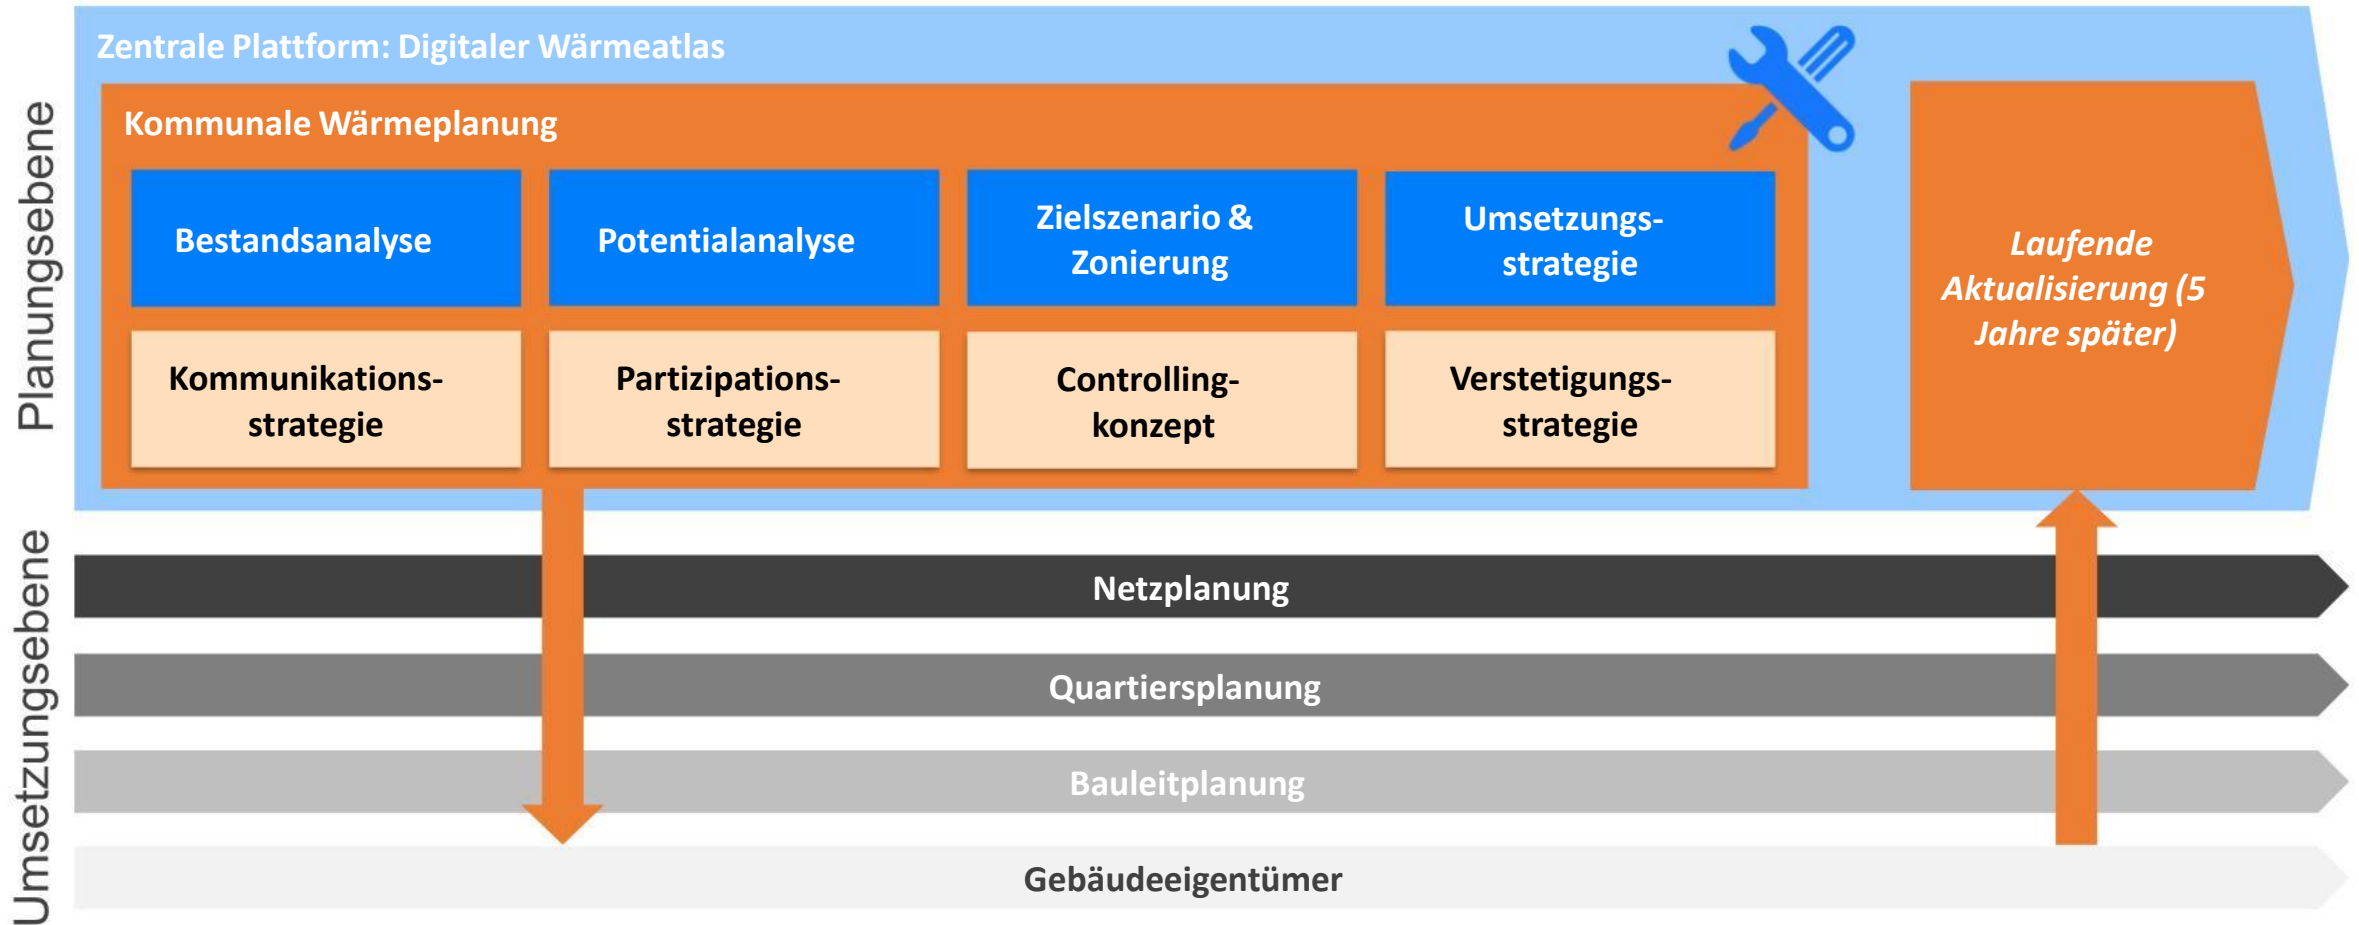 Zentrale Plattform: Digitaler Wärmeatlas
Planungsebene
Kommunale Wärmeplanung
Bestandsanalyse
Potentialanalyse
Zielszenario &
Zonierung
Umsetzungs-
strategie
Kommunikations-
strategie
Partizipations-
strategie
Controlling-
konzept
Verstetigungs-
strategie
Laufende
Aktualisierung (5
Jahre später)
Umsetzungsebene
Netzplanung
Quartiersplanung
Bauleitplanung
Gebäudeeigentümer